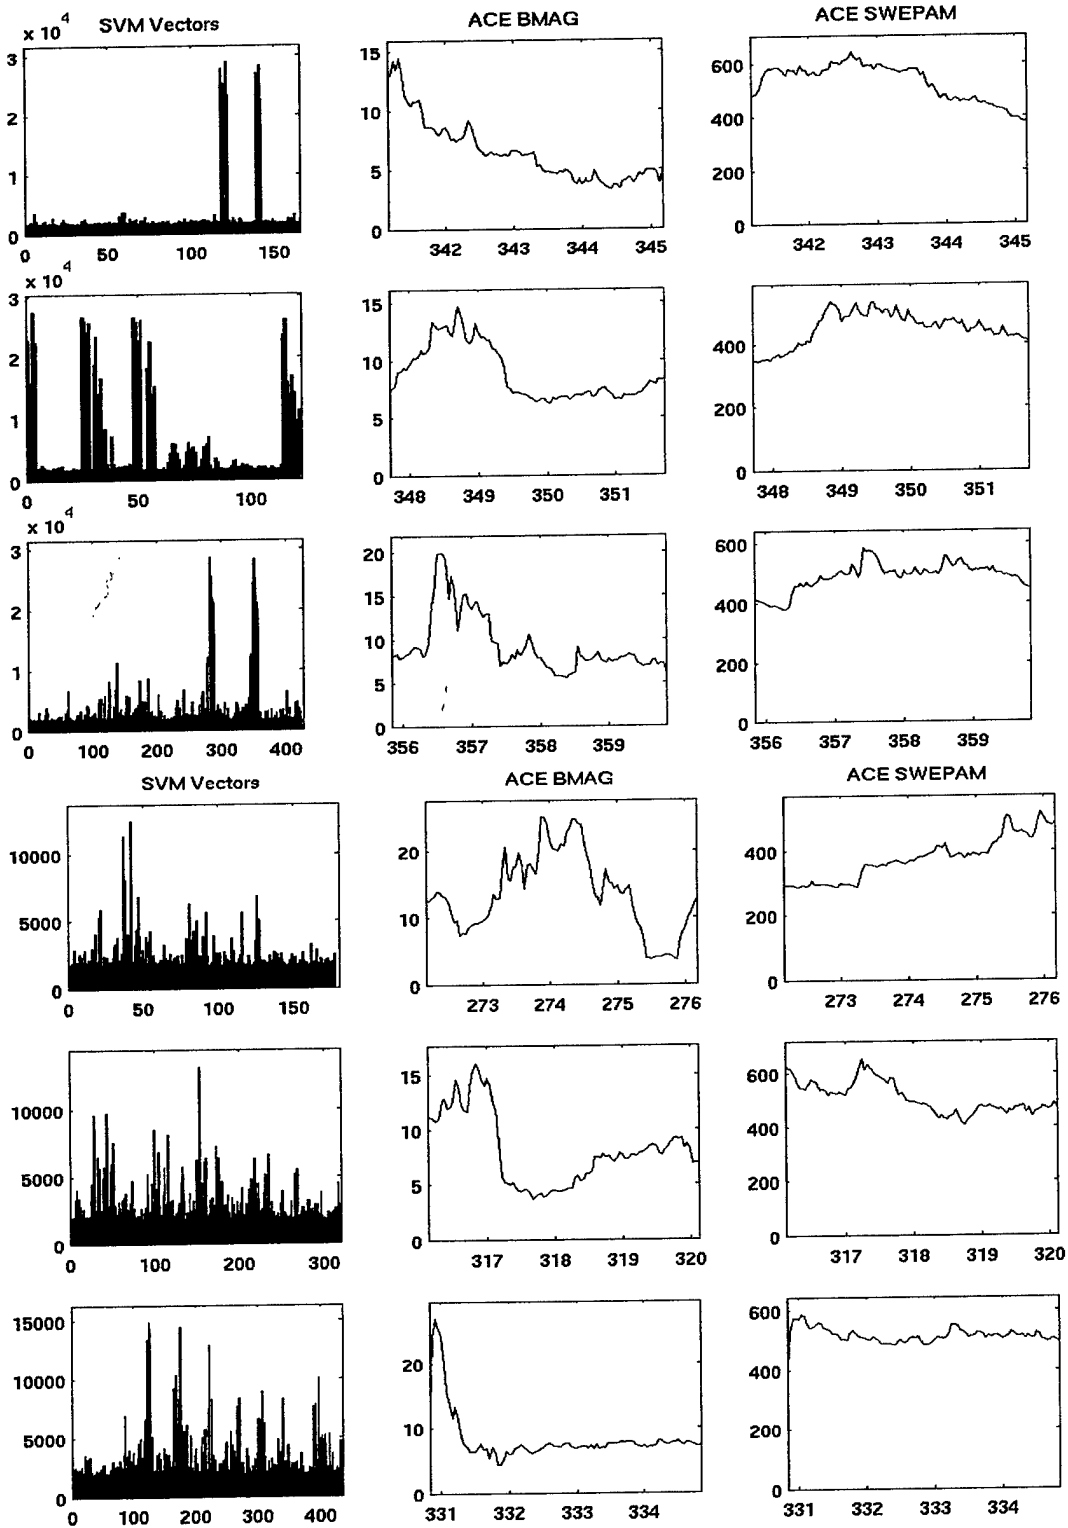 SVM Vectors ACE BMAG ACE SWEPAM
x 10^4
3 2 1 0
0 50 100 150
15 10 5 0
342 343 344 345
600 400 200 0
342 343 344 345
x 10^4
3 2 1 0
0 50 100
15 10 5 0
348 349 350 351
400 200 0
348 349 350 351
x 10^4
3 2 1 0
0 100 200 300 400
20 15 10 5 0
356 357 358 359
600 400 200 0
356 357 358 359
SVM Vectors ACE BMAG ACE SWEPAM
10000 5000 0
0 50 100 150
20 10 0
273 274 275 276
400 200 0
273 274 275 276
10000 5000 0
0 100 200 300
15 10 5 0
317 318 319 320
600 400 200 0
317 318 319 320
15000 10000 5000 0
0 100 200 300 400
20 10 0
331 332 333 334
600 400 200 0
331 332 333 334